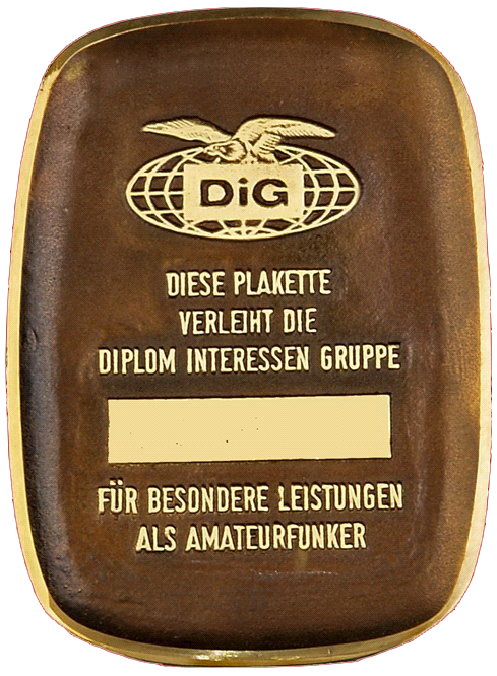 DiG
DIESE PLAKETTE
VERLEIHT DIE
DIPLOM INTERESSEN GRUPPE
FÜR BESONDERE LEISTUNGEN
ALS AMATEURFUNKER